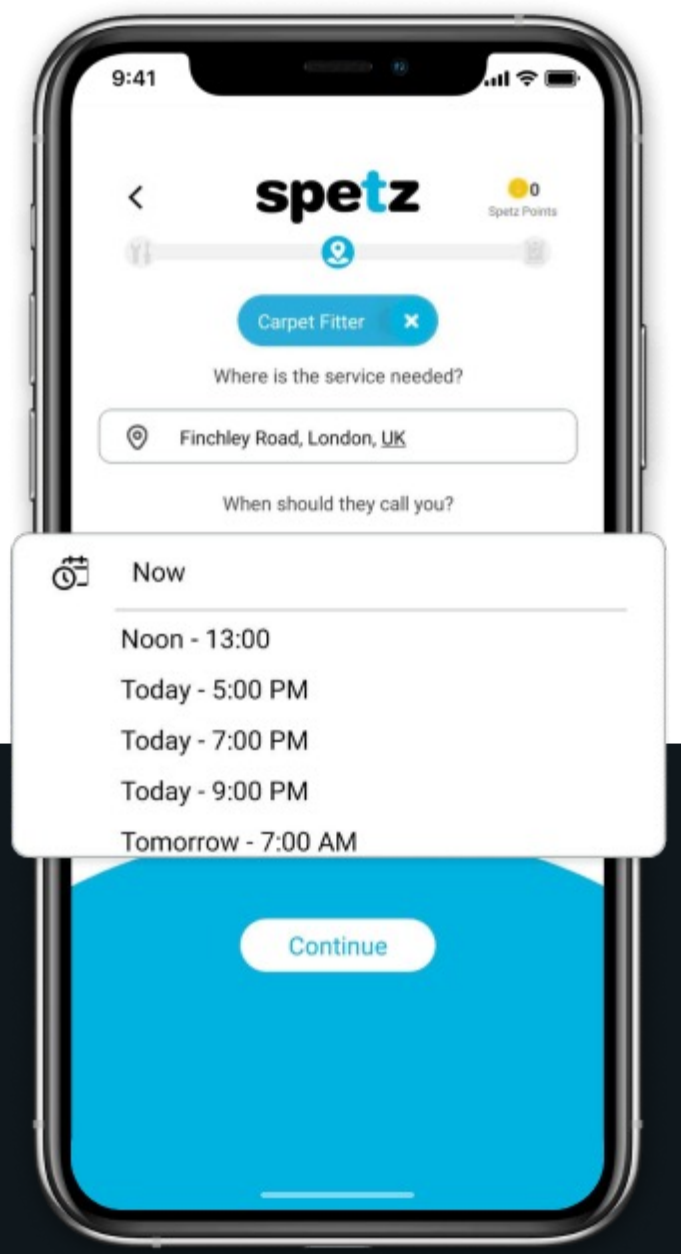 9:41
spetz
0
Spetz Points
Carpet Fitter
Where is the service needed?
Finchley Road, London, UK
When should they call you?
Now
Noon - 13:00
Today - 5:00 PM
Today - 7:00 PM
Today - 9:00 PM
Tomorrow - 7:00 AM
Continue